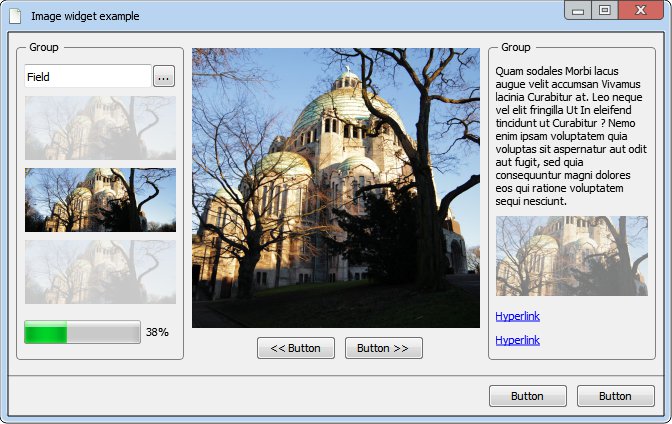 Image widget example
Group
Field
...
38%
<< Button
Button >>
Group
Quam sodales Morbi lacus
augue velit accumsan Vivamus
lacinia Curabitur at. Leo neque
vel elit fringilla Ut In eleifend
tincidunt ut Curabitur ? Nemo
enim ipsam voluptatem quia
voluptas sit aspernatur aut odit
aut fugit, sed quia
consequuntur magni dolores
eos qui ratione voluptatem
sequi nesciunt.
Hyperlink
Hyperlink
Button
Button